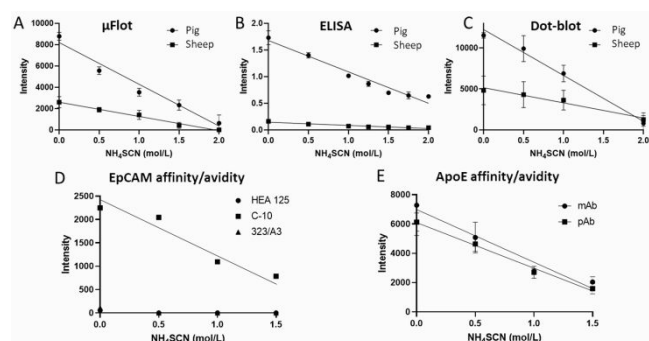 A
µFlot
Pig
Sheep
10000
8000
6000
4000
2000
0
Intensity
0.0 0.5 1.0 1.5 2.0
NH₄SCN (mol/L)
B
ELISA
Pig
Sheep
2.0
1.5
1.0
0.5
0.0
Intensity
0.0 0.5 1.0 1.5 2.0
NH₄SCN (mol/L)
C
Dot-blot
Pig
Sheep
10000
5000
0
Intensity
0.0 0.5 1.0 1.5 2.0
NH₄SCN (mol/L)
D
EpCAM affinity/avidity
HEA 125
C-10
323/A3
2500
2000
1500
1000
500
0
Intensity
0.0 0.5 1.0 1.5
NH₄SCN (mol/L)
E
ApoE affinity/avidity
mAb
pAb
8000
6000
4000
2000
0
Intensity
0.0 0.5 1.0 1.5
NH₄SCN (mol/L)